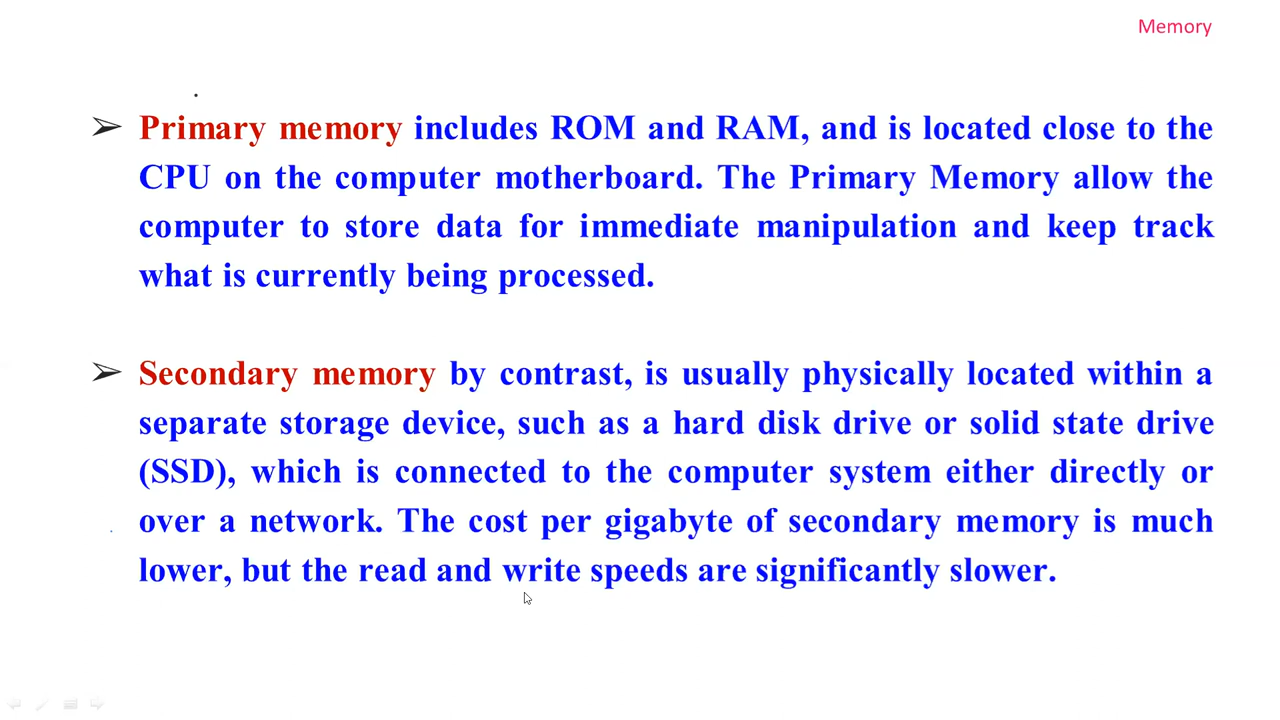 Memory
➢ Primary memory includes ROM and RAM, and is located close to the
CPU on the computer motherboard. The Primary Memory allow the
computer to store data for immediate manipulation and keep track
what is currently being processed.
➢ Secondary memory by contrast, is usually physically located within a
separate storage device, such as a hard disk drive or solid state drive
(SSD), which is connected to the computer system either directly or
over a network. The cost per gigabyte of secondary memory is much
lower, but the read and write speeds are significantly slower.